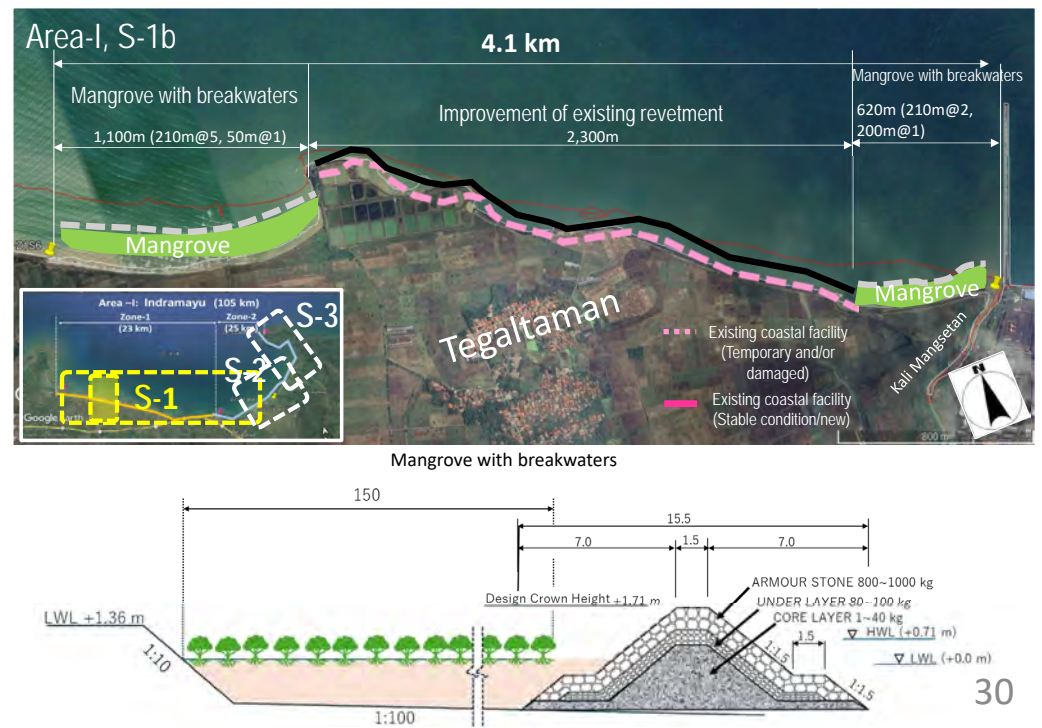 Area-I, S-1b
4.1 km
Mangrove with breakwaters
1,100m (210m@5, 50m@1)
Improvement of existing revetment
2,300m
Mangrove with breakwaters
620m (210m@2,
200m@1)
Mangrove
Mangrove
Tegaltaman
Kali Mangsetan
Existing coastal facility
(Temporary and/or
damaged)
Existing coastal facility
(Stable condition/new)
N
800 m
Area –I: Indramayu (105 km)
Zone-1
(23 km)
Zone-2
(25 km)
S-3
S-2
S-1
Google Earth
Mangrove with breakwaters
150
15.5
7.0
1.5
7.0
ARMOUR STONE 800~1000 kg
Design Crown Height +1.71 m
UNDER LAYER 80~100 kg
CORE LAYER 1~40 kg
LWL +1.36 m
1.5
HWL (+0.71 m)
LWL (+0.0 m)
1:10
1:1.5
1:1.5
1:100
30